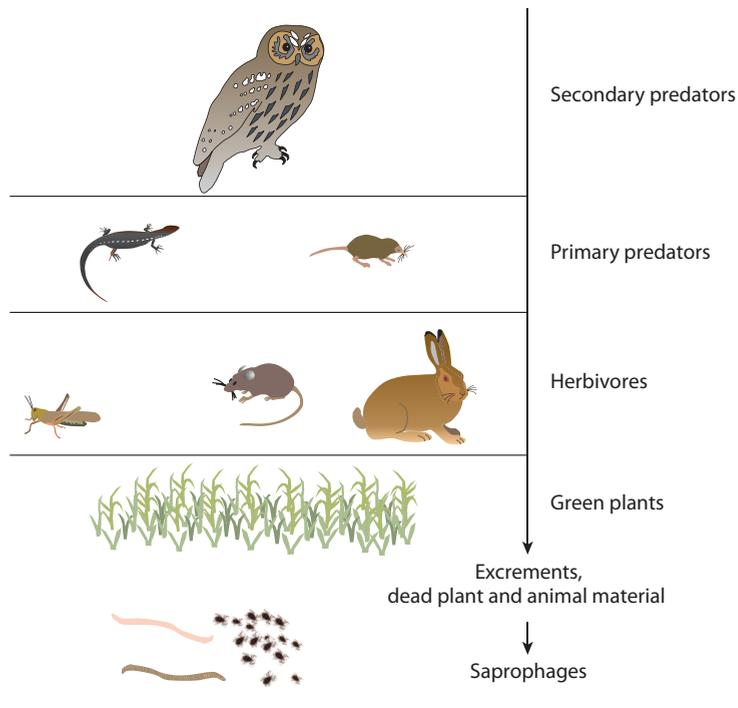 Secondary predators
Primary predators
Herbivores
Green plants
Excrements,
dead plant and animal material
Saprophages